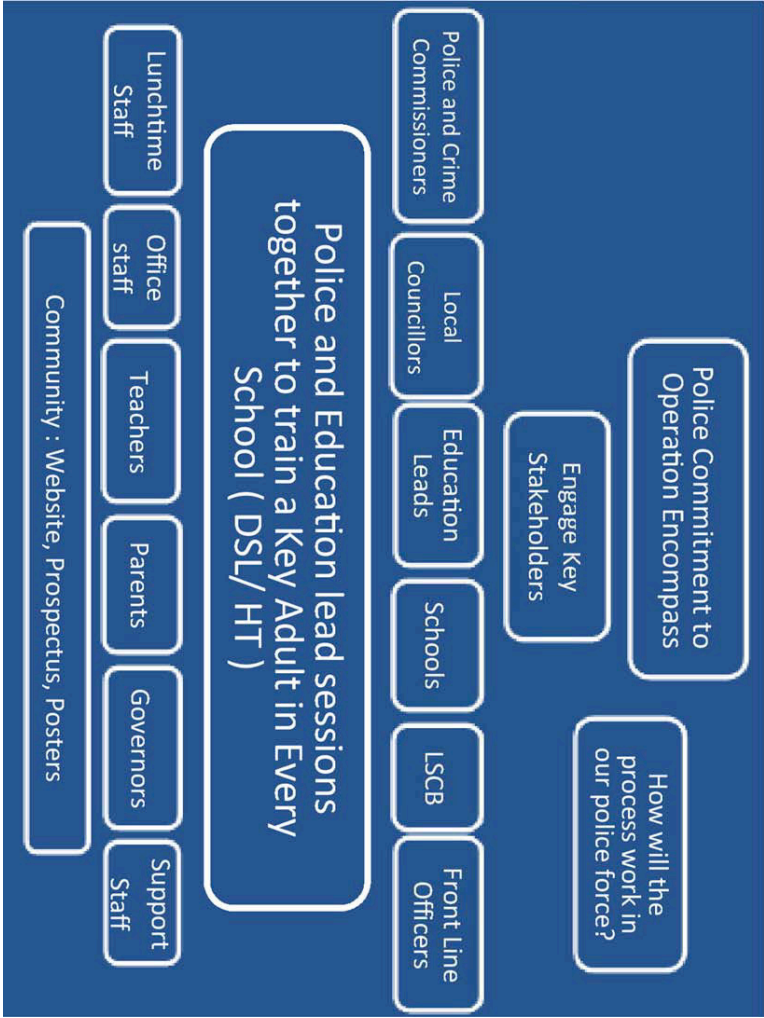 Police Commitment to
Operation Encompass
How will the
process work in
our police force?
Engage Key
Stakeholders
Police and Crime
Commissioners
Local
Councillors
Education
Leads
Schools
LSCB
Front Line
Officers
Police and Education lead sessions
together to train a Key Adult in Every
School ( DSL/ HT )
Lunchtime
Staff
Office
staff
Teachers
Parents
Governors
Support
Staff
Community : Website, Prospectus, Posters